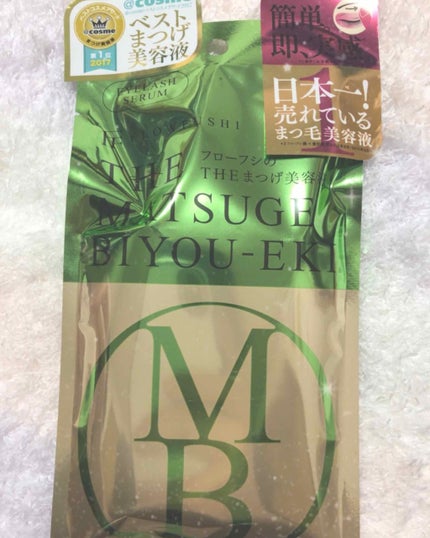 @cosme
@cosme
第1位
2017
ベスト
まつげ
美容液
簡単
即実感
日本一!
売れている
まつ毛美容液
EYELASH
SERUM
フローフシの
THEまつげ美容
THE
MATSUGE
BIYOU-EKI
M
B